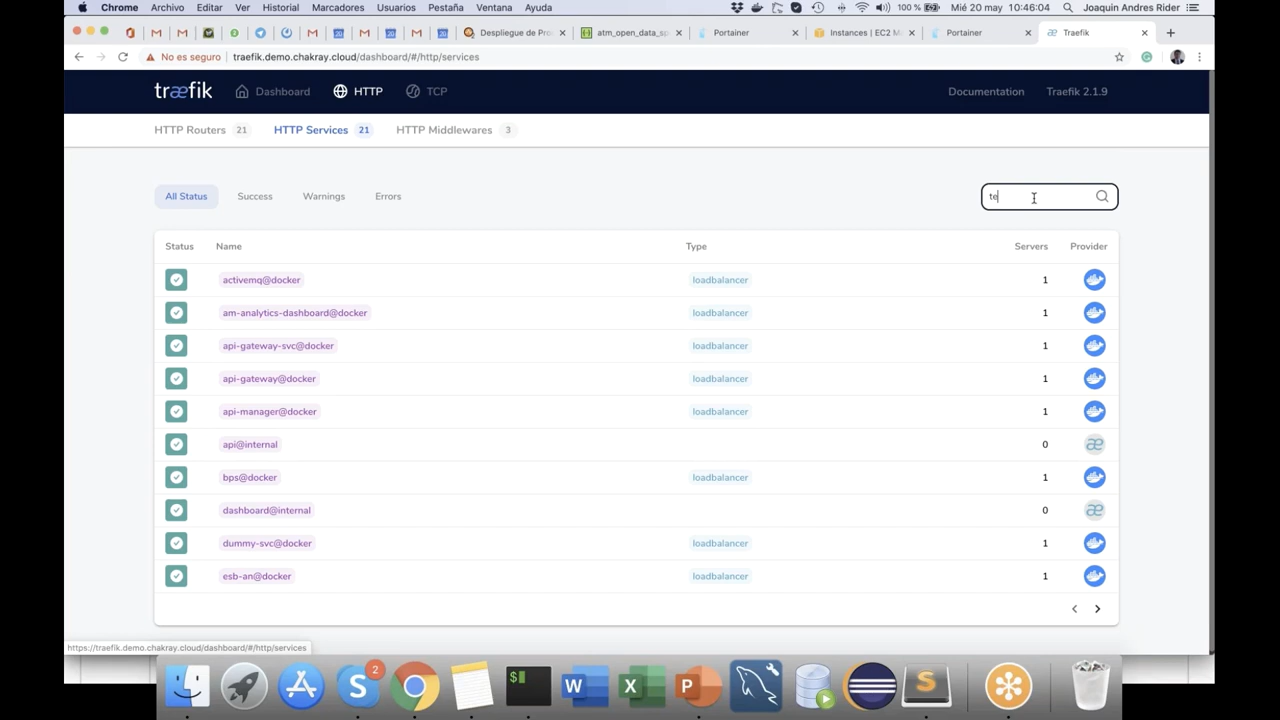 Chrome Archivo Editar Ver Historial Marcadores Usuarios Pestaña Ventana Ayuda 100 % Mié 20 may 10:46:04 Joaquin Andres Rider
20 20 20 Despliegue de Pro atm_open_data_sp Portainer Instances | EC2 M Portainer Traefik
No es seguro traefik.demo.chakray.cloud/dashboard/#/http/services
træfik Dashboard HTTP TCP Documentation Traefik 2.1.9
HTTP Routers 21 HTTP Services 21 HTTP Middlewares 3
All Status Success Warnings Errors te
Status Name Type Servers Provider
activemq@docker loadbalancer 1
am-analytics-dashboard@docker loadbalancer 1
api-gateway-svc@docker loadbalancer 1
api-gateway@docker loadbalancer 1
api-manager@docker loadbalancer 1
api@internal 0 æ
bps@docker loadbalancer 1
dashboard@internal 0 æ
dummy-svc@docker loadbalancer 1
esb-an@docker loadbalancer 1
https://traefik.demo.chakray.cloud/dashboard/#/http/services
2